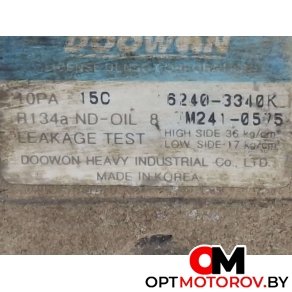 DOOWON
10PA 15C 6240-3340K
R134a ND-OIL 8 M241-0575
LEAKAGE TEST HIGH SIDE-36 kg/cm²
LOW SIDE-17 kg/cm²
DOOWON HEAVY INDUSTRIAL Co., LTD.
MADE IN KOREA
OPTMOTOROV.BY